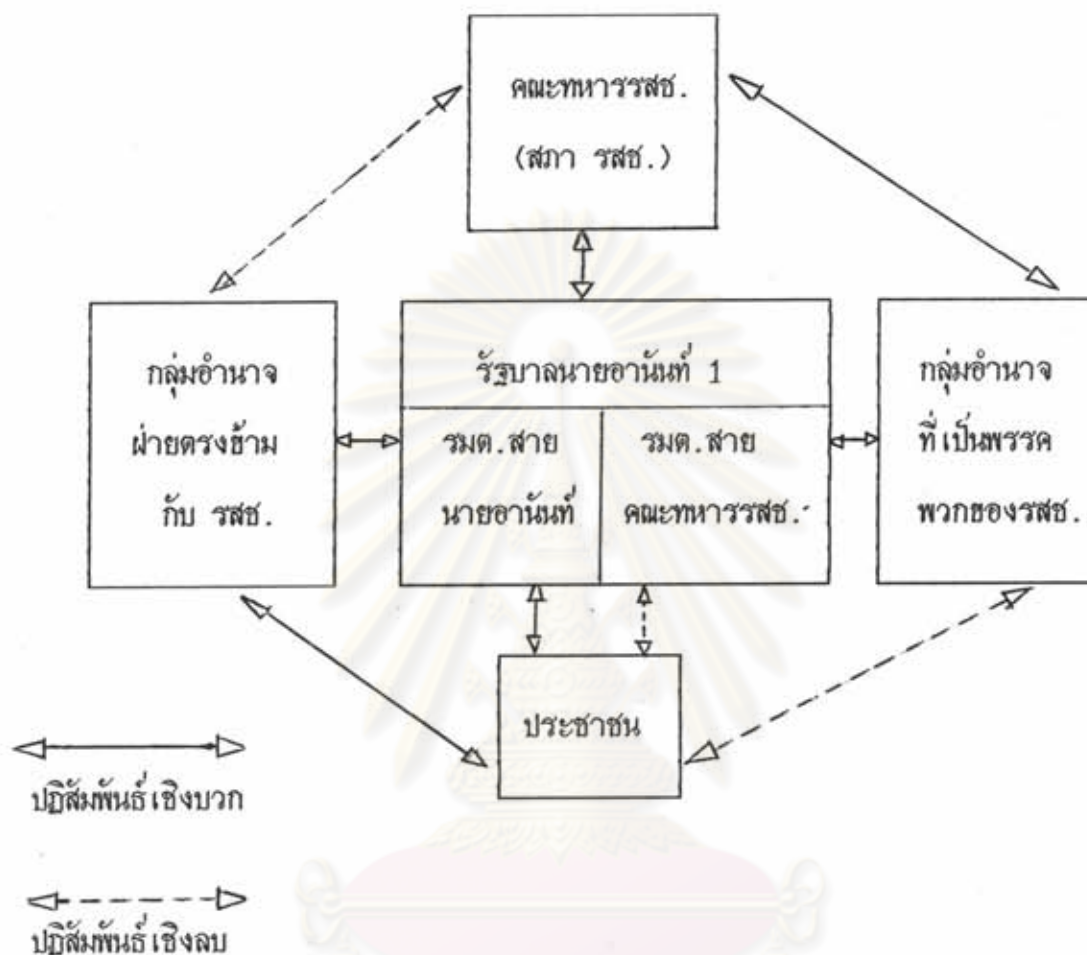 คณะทหารรสช.
(สภา รสช.)
กลุ่มอำนาจ
ฝ่ายตรงข้าม
กับ รสช.
รัฐบาลนายอานันท์ 1
รมต.สาย
นายอานันท์
รมต.สาย
คณะทหารรสช.
กลุ่มอำนาจ
ที่เป็นพรรค
พวกของรสช.
ประชาชน
ปฏิสัมพันธ์เชิงบวก
ปฏิสัมพันธ์เชิงลบ